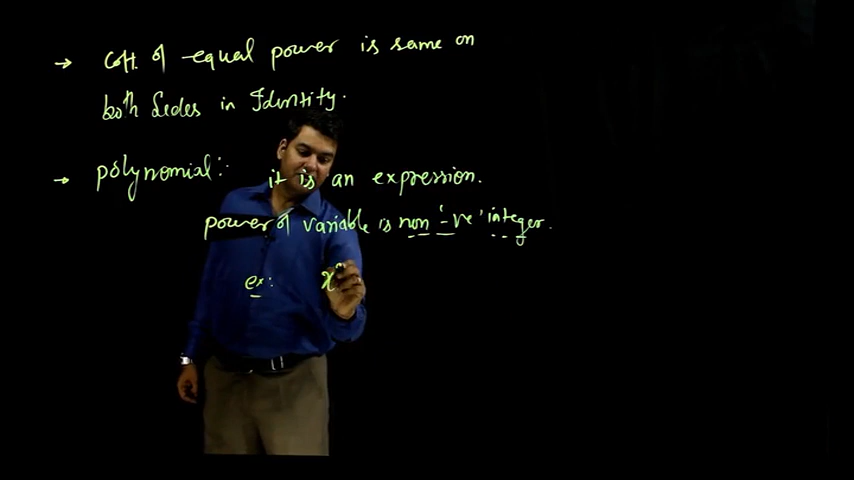 → Coff. of equal power is same on
both Sides in Identity.
→ polynomial:- it is an expression.
power of variable is non '-ve' integer.
ex: x